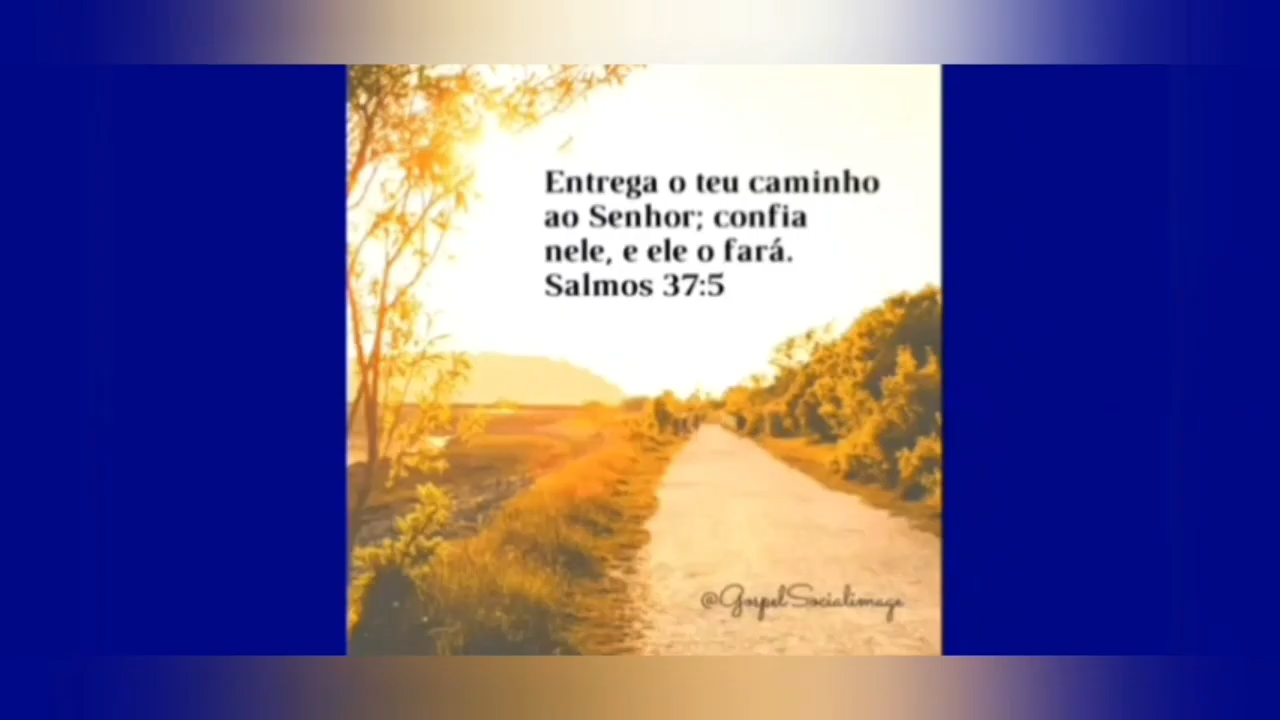 Entrega o teu caminho
ao Senhor; confia
nele, e ele o fará.
Salmos 37:5
@GospelSocialimage